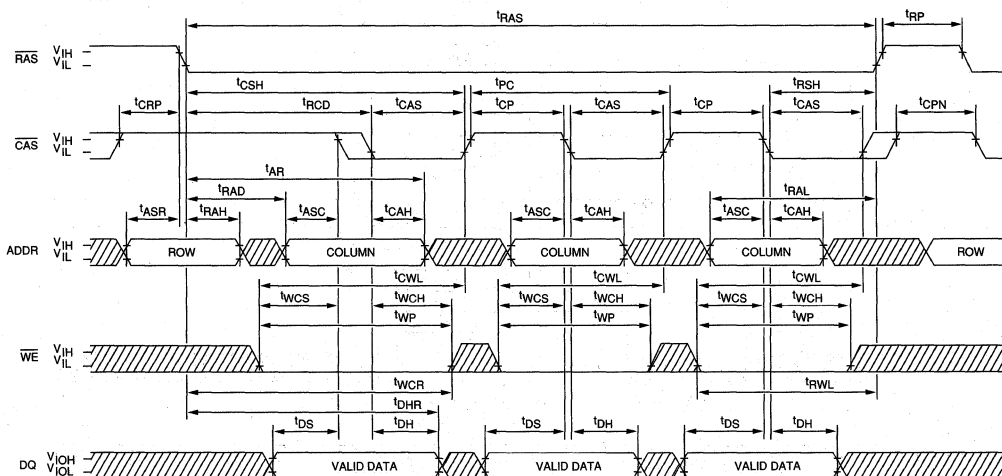 tRAS
tRP
RAS VIH
VIL
tCSH
tPC
tRSH
tCRP
tRCD
tCAS
tCP
tCAS
tCP
tCAS
tCPN
CAS VIH
VIL
tAR
tRAD
tRAL
tASR
tRAH
tASC
tCAH
tASC
tCAH
tASC
tCAH
ADDR VIH
VIL
ROW
COLUMN
COLUMN
COLUMN
ROW
tCWL
tCWL
tCWL
tWCS
tWCH
tWCS
tWCH
tWCS
tWCH
tWP
tWP
tWP
WE VIH
VIL
tWCR
tRWL
tDHR
tDS
tDH
tDS
tDH
tDS
tDH
DQ VIOH
VIOL
VALID DATA
VALID DATA
VALID DATA